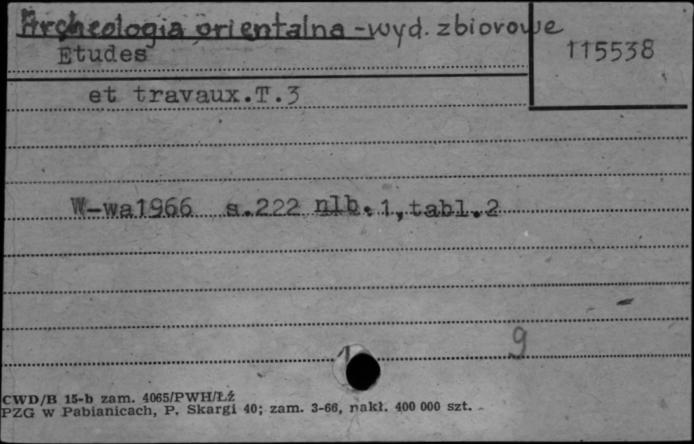 Archeologia orientalna - wyd. zbiorowe
115538
Etudes
et travaux.T.3
W-wa1966 s.222 nlb.1,tabl.2
9
1
CWD/B 15-b zam. 4065/PWH/ŁŻ
PZG w Pabianicach, P. Skargi 40; zam. 3-66, nakł. 400 000 szt.